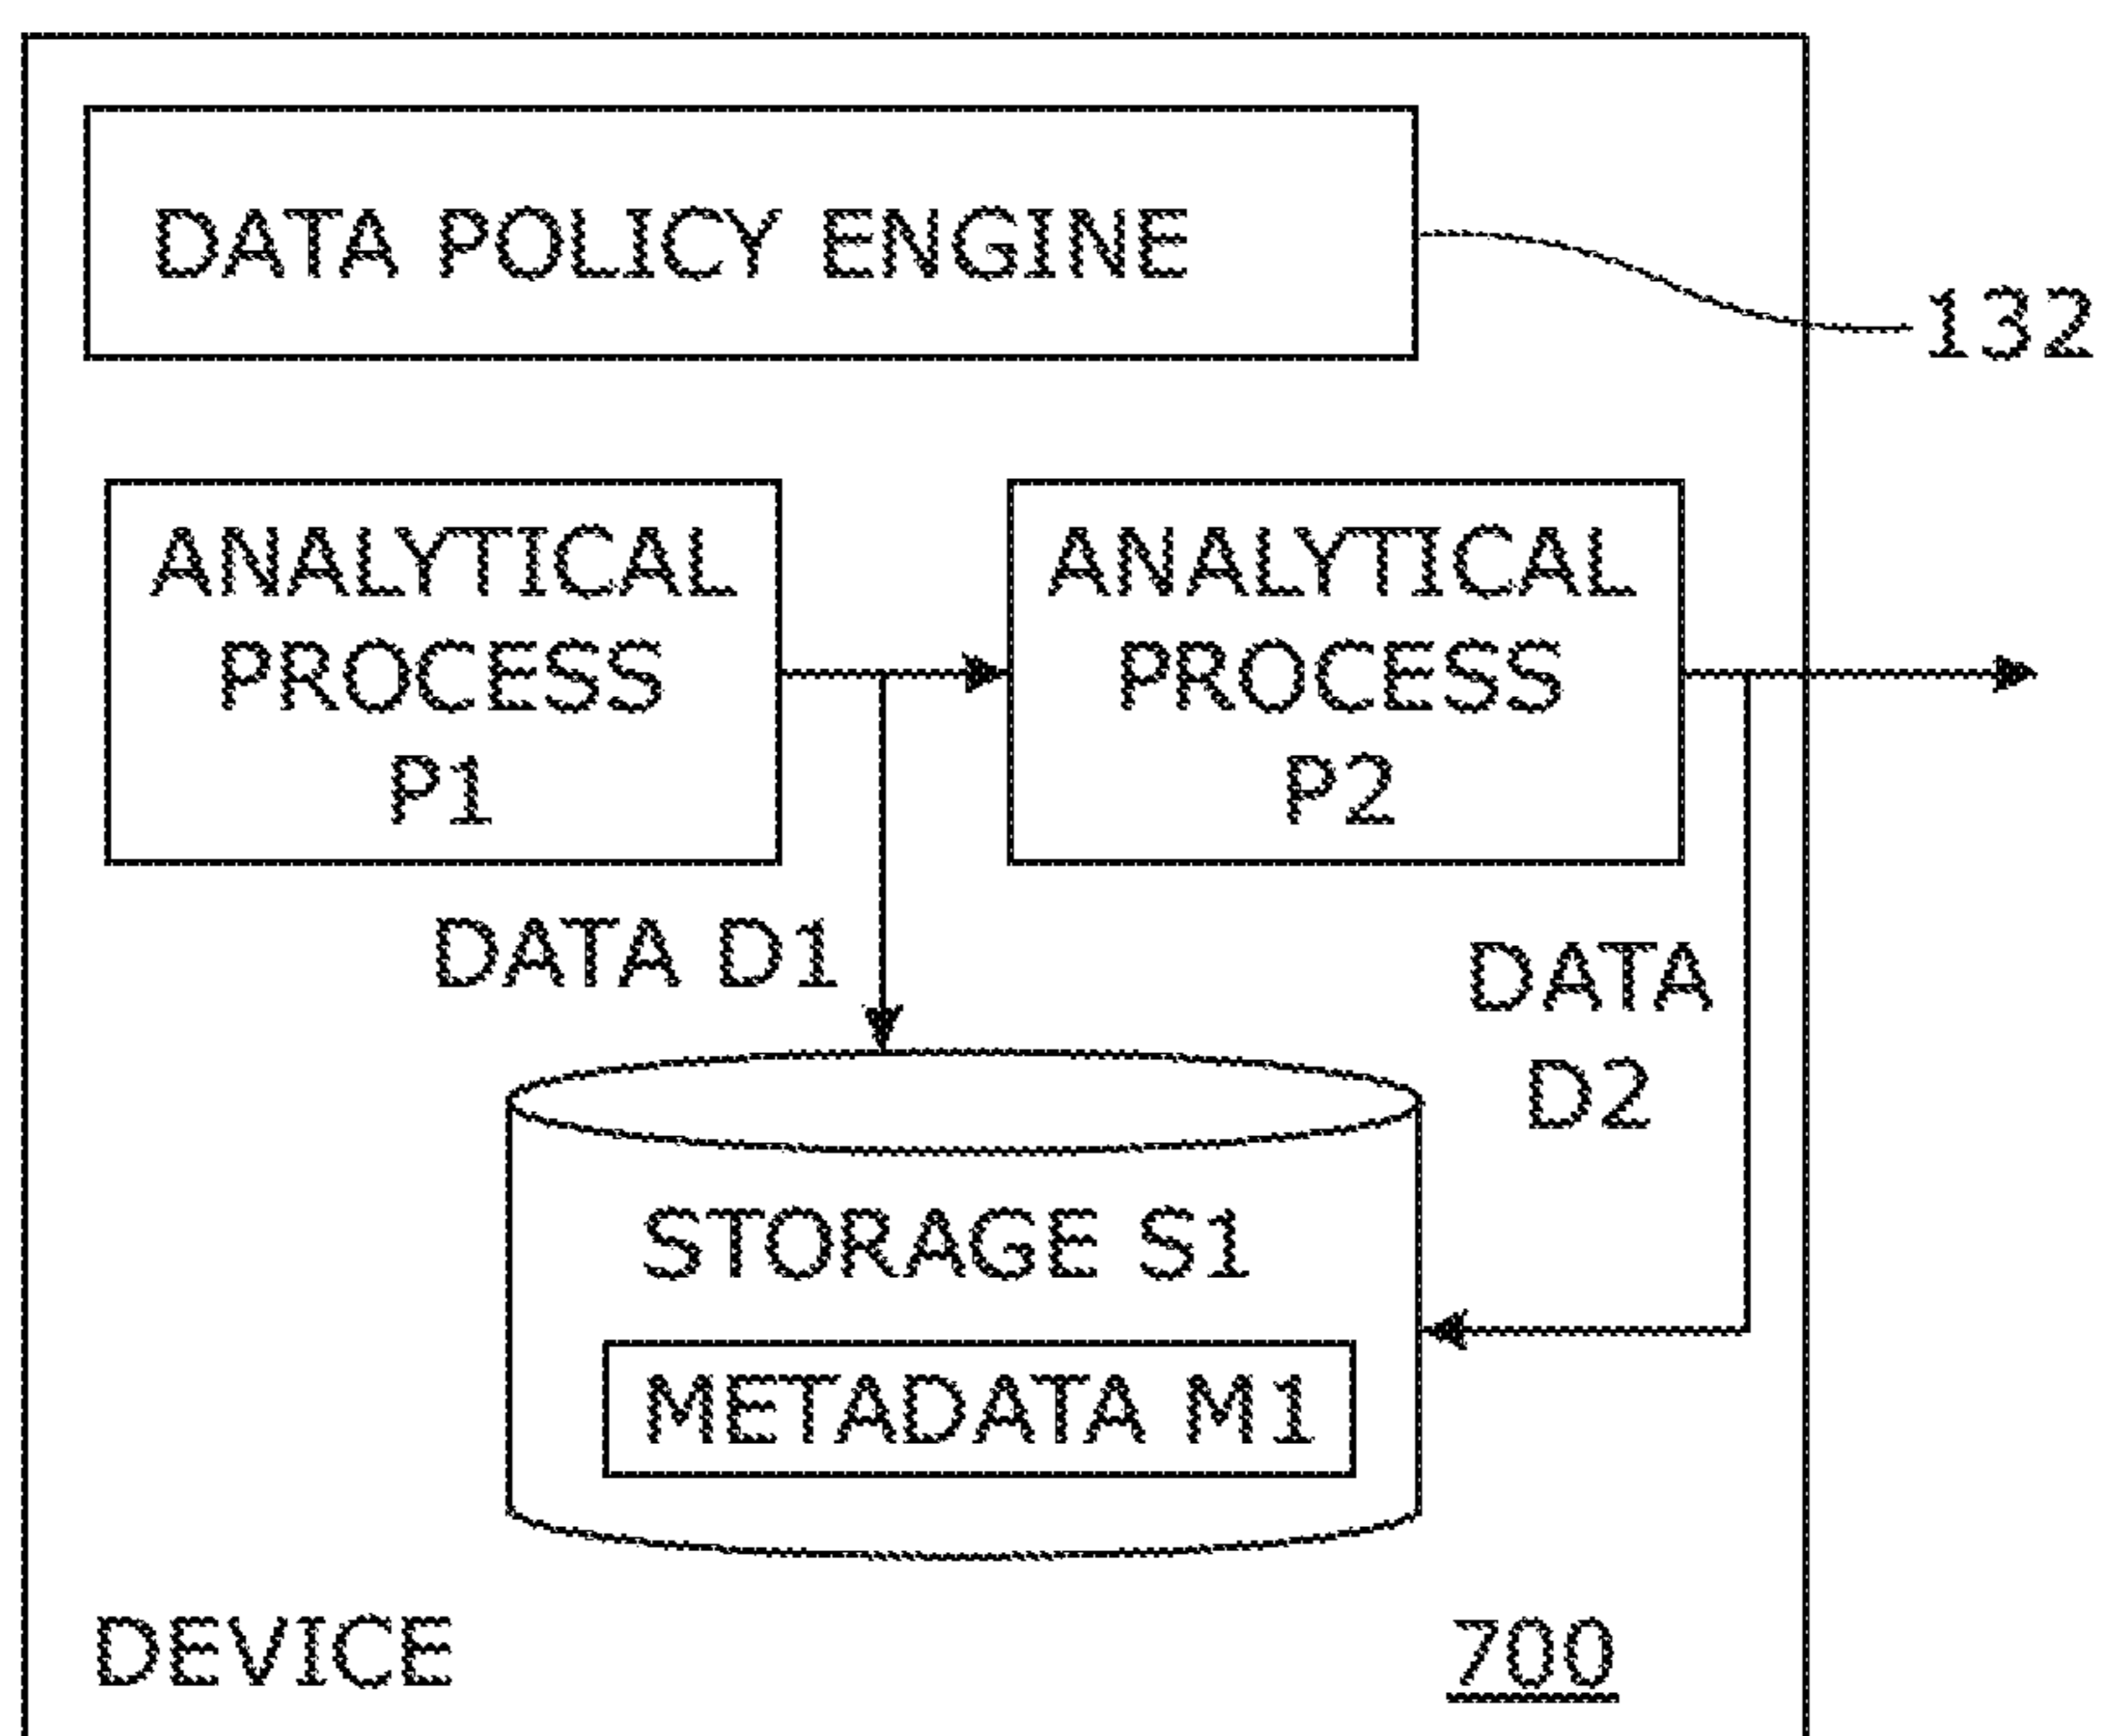 DATA POLICY ENGINE
132
ANALYTICAL
PROCESS
P1
ANALYTICAL
PROCESS
P2
DATA D1
DATA
D2
STORAGE S1
METADATA M1
DEVICE
700